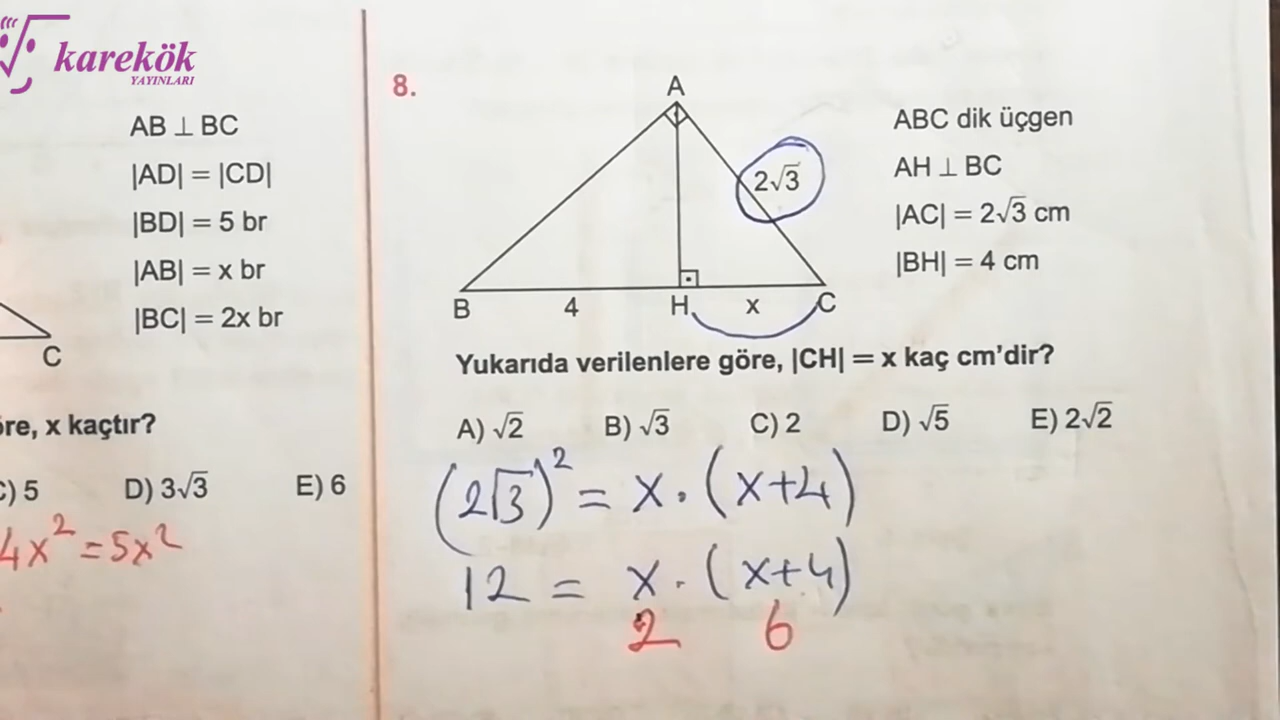 karekök
YAYINLARI
AB ⊥ BC
|AD| = |CD|
|BD| = 5 br
|AB| = x br
|BC| = 2x br
C
öre, x kaçtır?
C) 5 D) 3√3 E) 6
4x² = 5x²
8.
A
2√3
B 4 H x C
ABC dik üçgen
AH ⊥ BC
|AC| = 2√3 cm
|BH| = 4 cm
Yukarıda verilenlere göre, |CH| = x kaç cm'dir?
A) √2 B) √3 C) 2 D) √5 E) 2√2
(2√3)² = x . (x+4)
12 = x . (x+4)
2 6